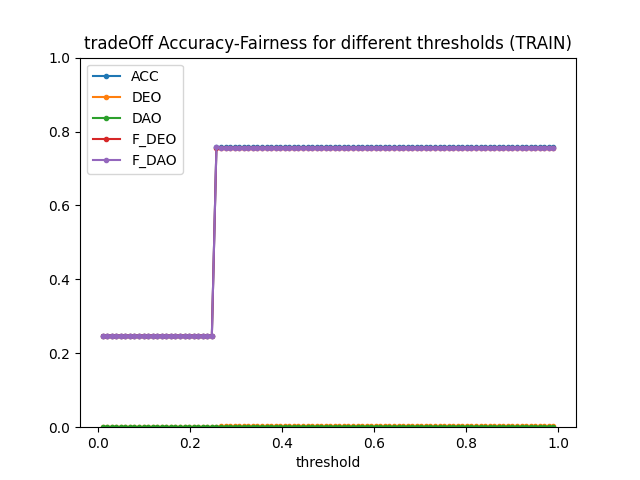 tradeOff Accuracy-Fairness for different thresholds (TRAIN)
1.0
0.8
0.6
0.4
0.2
0.0
ACC
DEO
DAO
F_DEO
F_DAO
0.0 0.2 0.4 0.6 0.8 1.0
threshold